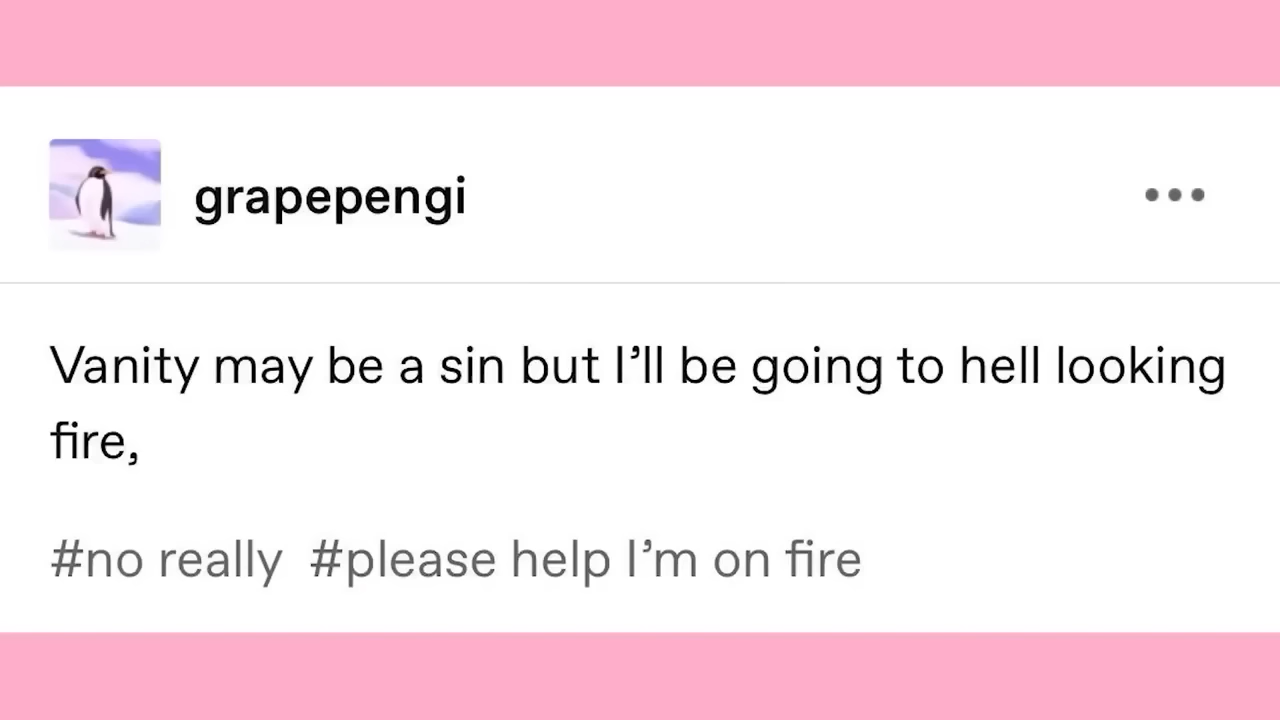 grapepengi
Vanity may be a sin but I’ll be going to hell looking
fire,
#no really #please help I’m on fire